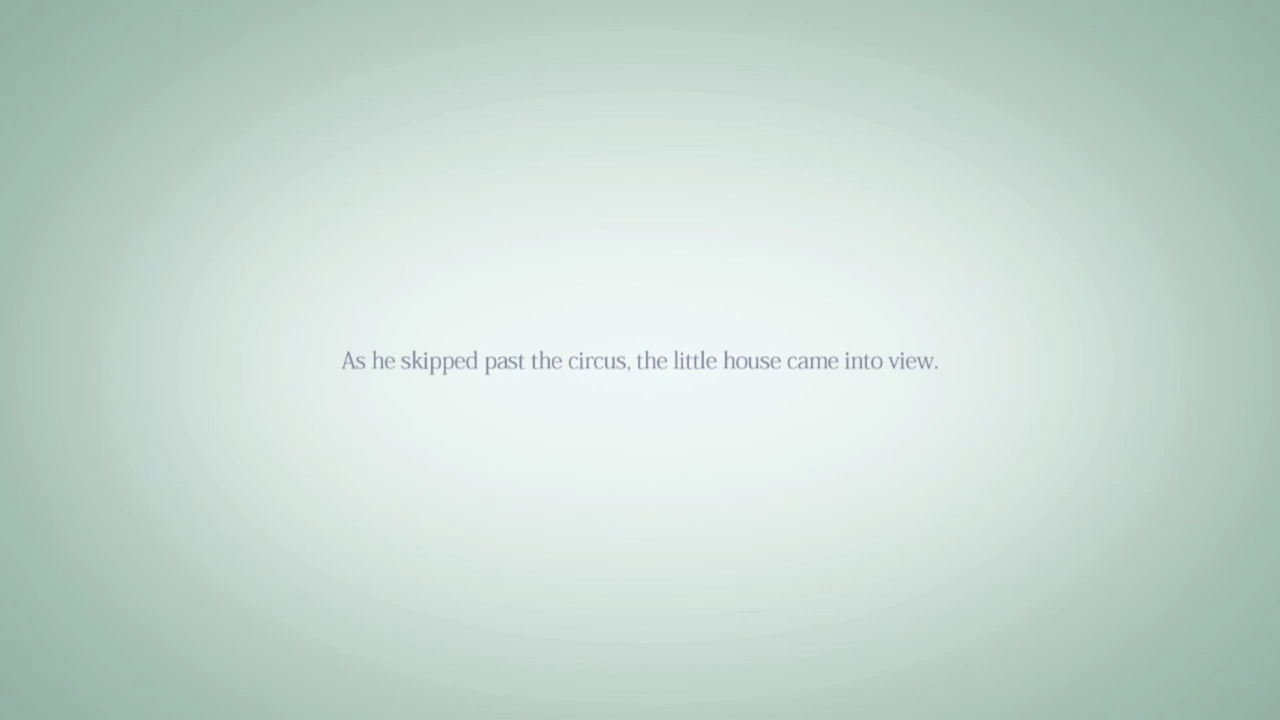 As he skipped past the circus, the little house came into view.